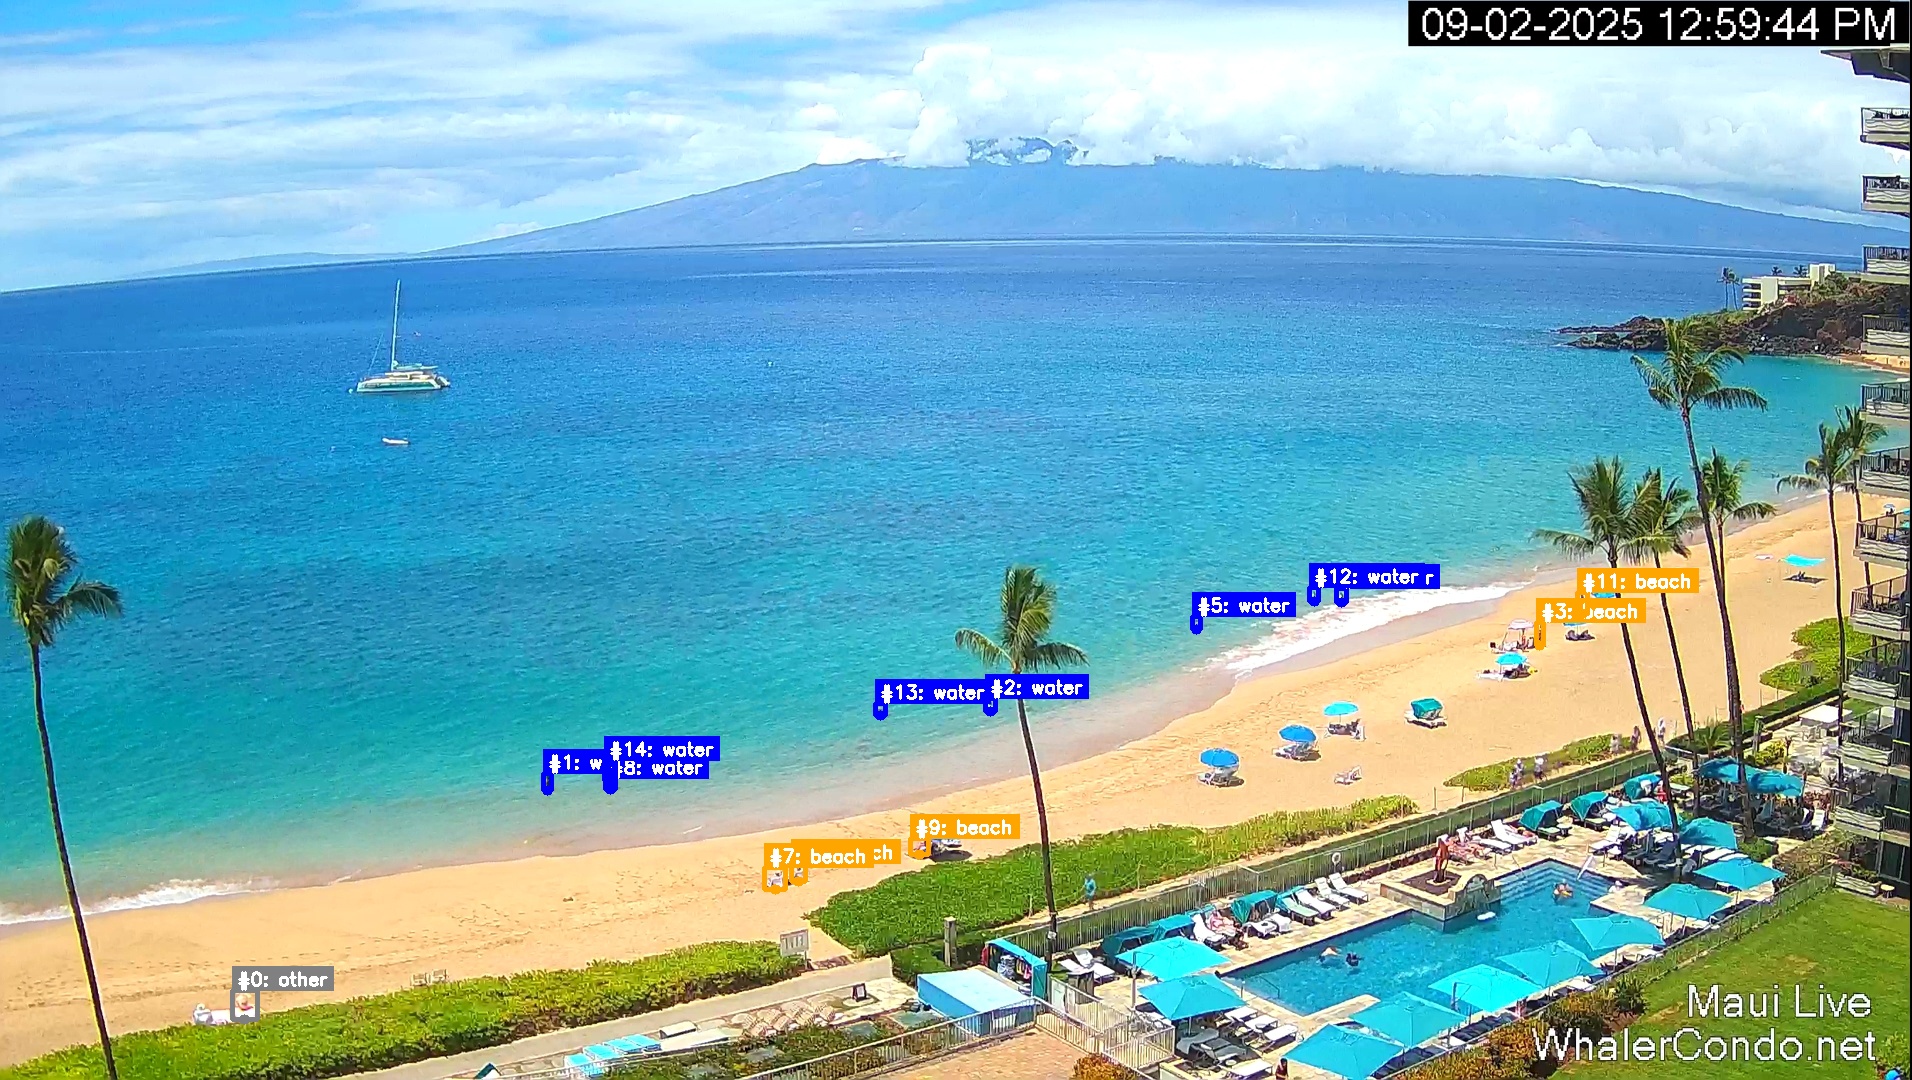 09-02-2025 12:59:44 PM
#12: water r
#5: water
#11: beach
#3: beach
#13: water
#2: water
#14: water
#1: w
#8: water
#9: beach
#7: beach ch
#0: other
Maui Live
WhalerCondo.net